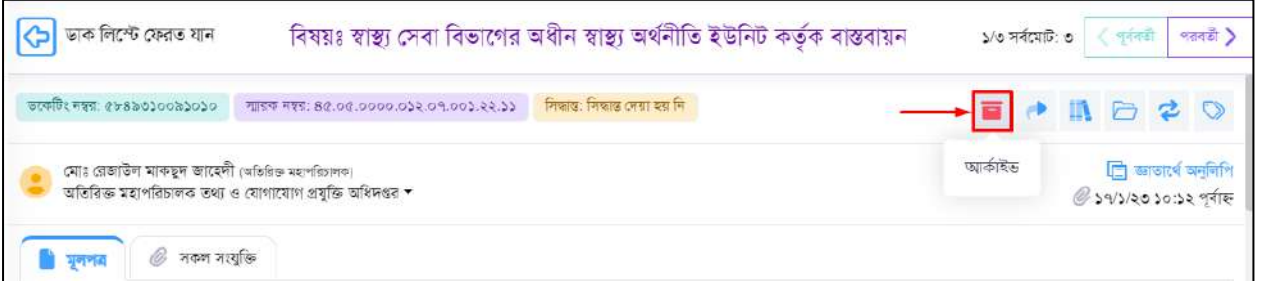 ডাক লিস্টে ফেরত যান
বিষয়ঃ স্বাস্থ্য সেবা বিভাগের অধীন স্বাস্থ্য অর্থনীতি ইউনিট কর্তৃক বাস্তবায়ন
১/৩ সর্বমোট: ৩
পূর্ববর্তী
পরবর্তী
ডকেটিং নম্বর: ৫৮৪৯৩১০০৯১০১০
স্মারক নম্বর: ৪৫.০৫.০০০০.০১২.০৭.০০১.২২.১১
সিদ্ধান্ত: সিদ্ধান্ত দেয়া হয় নি
আর্কাইভ
মোঃ রেজাউল মাকছুদ জাহেদী (অতিরিক্ত মহাপরিচালক)
অতিরিক্ত মহাপরিচালক তথ্য ও যোগাযোগ প্রযুক্তি অধিদপ্তর
জ্ঞাতার্থে অনুলিপি
১৭/১/২৩ ১০:১২ পূর্বাহ্ন
মূলপত্র
সকল সংযুক্তি